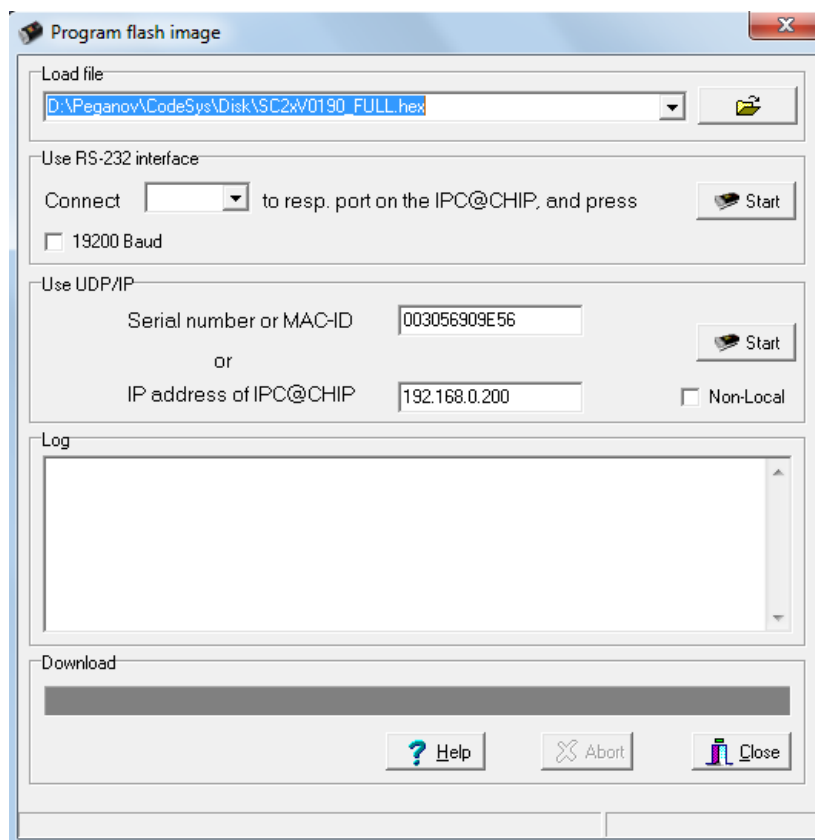 Program flash image
Load file
D:\Peganov\CodeSys\Disk\SC2xV0190_FULL.hex
Use RS-232 interface
Connect to resp. port on the IPC@CHIP, and press Start
19200 Baud
Use UDP/IP
Serial number or MAC-ID 003056909E56
Start
or
IP address of IPC@CHIP 192.168.0.200 Non-Local
Log
Download
? Help Abort Close